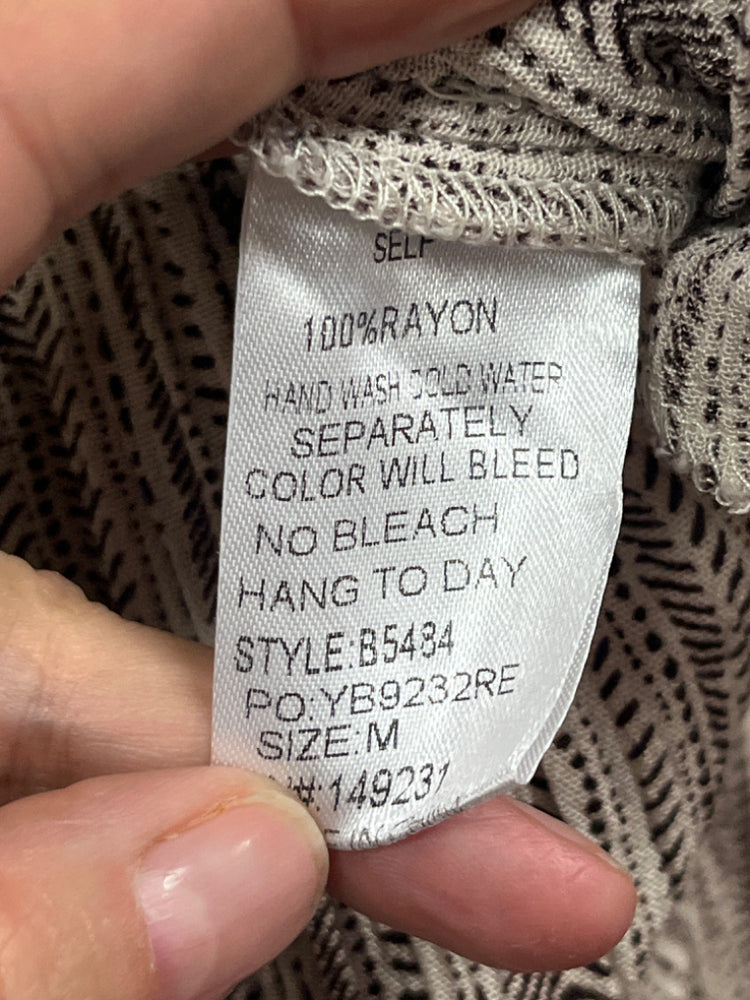 SELF
100%RAYON
HAND WASH COLD WATER
SEPARATELY
COLOR WILL BLEED
NO BLEACH
HANG TO DAY
STYLE:B5484
PO:YB9232RE
SIZE:M
#:149231